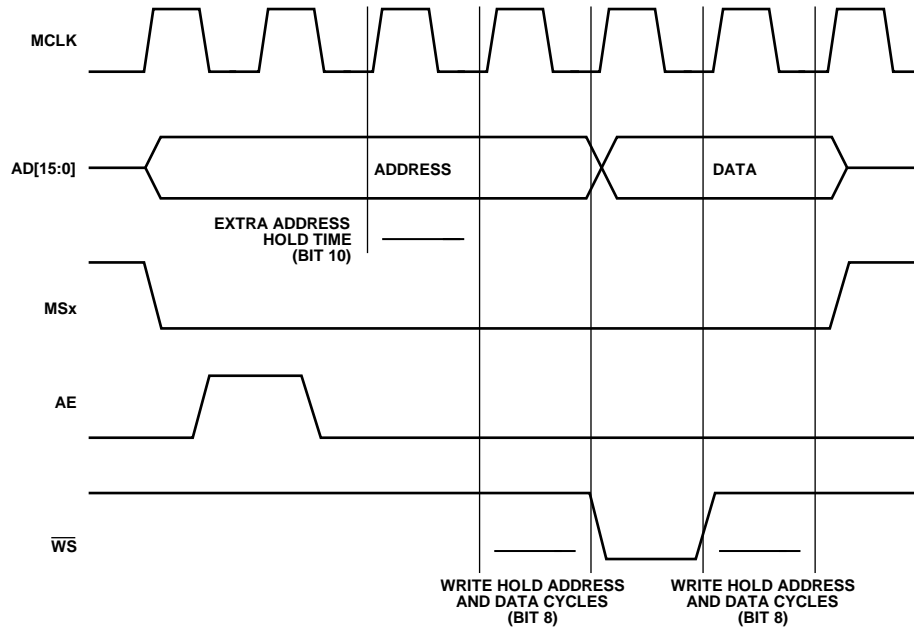 MCLK
AD[15:0]
ADDRESS
DATA
EXTRA ADDRESS
HOLD TIME
(BIT 10)
MSx
AE
WS
WRITE HOLD ADDRESS
AND DATA CYCLES
(BIT 8)
WRITE HOLD ADDRESS
AND DATA CYCLES
(BIT 8)